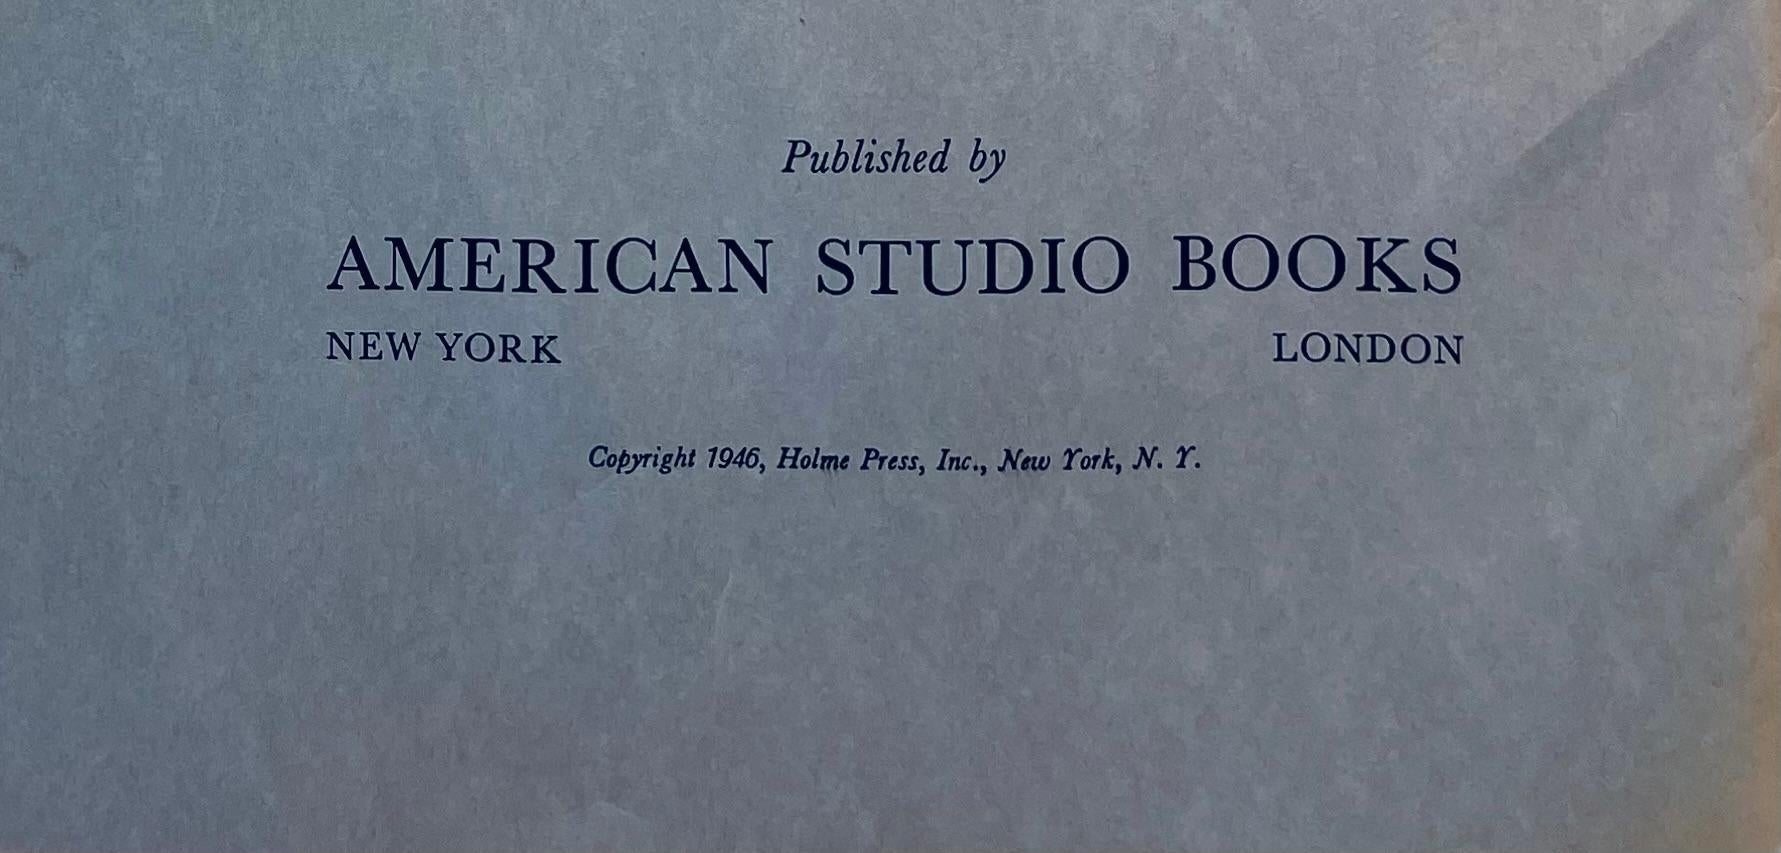 Published by
AMERICAN STUDIO BOOKS
NEW YORK LONDON
Copyright 1946, Holme Press, Inc., New York, N. Y.